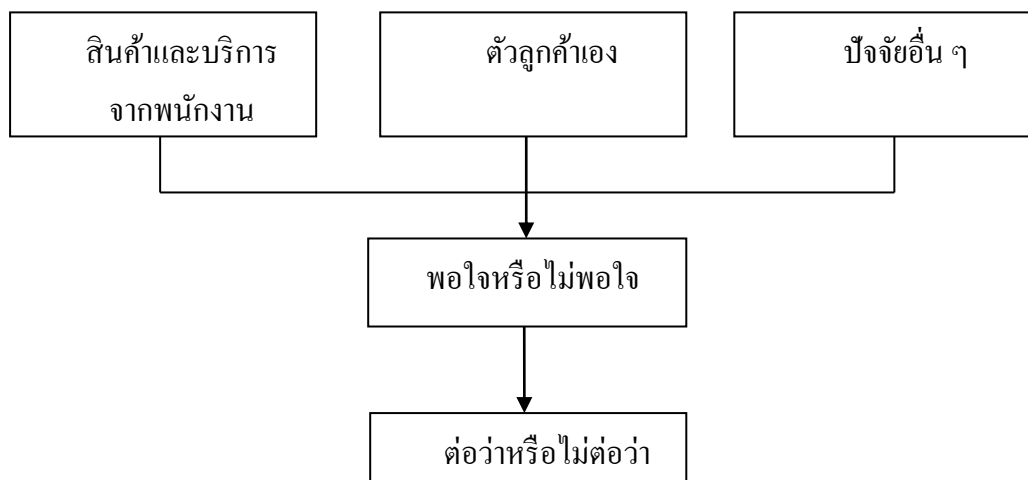 สินค้าและบริการ
จากพนักงาน
ตัวลูกค้าเอง
ปัจจัยอื่น ๆ
พอใจหรือไม่พอใจ
ต่อว่าหรือไม่ต่อว่า